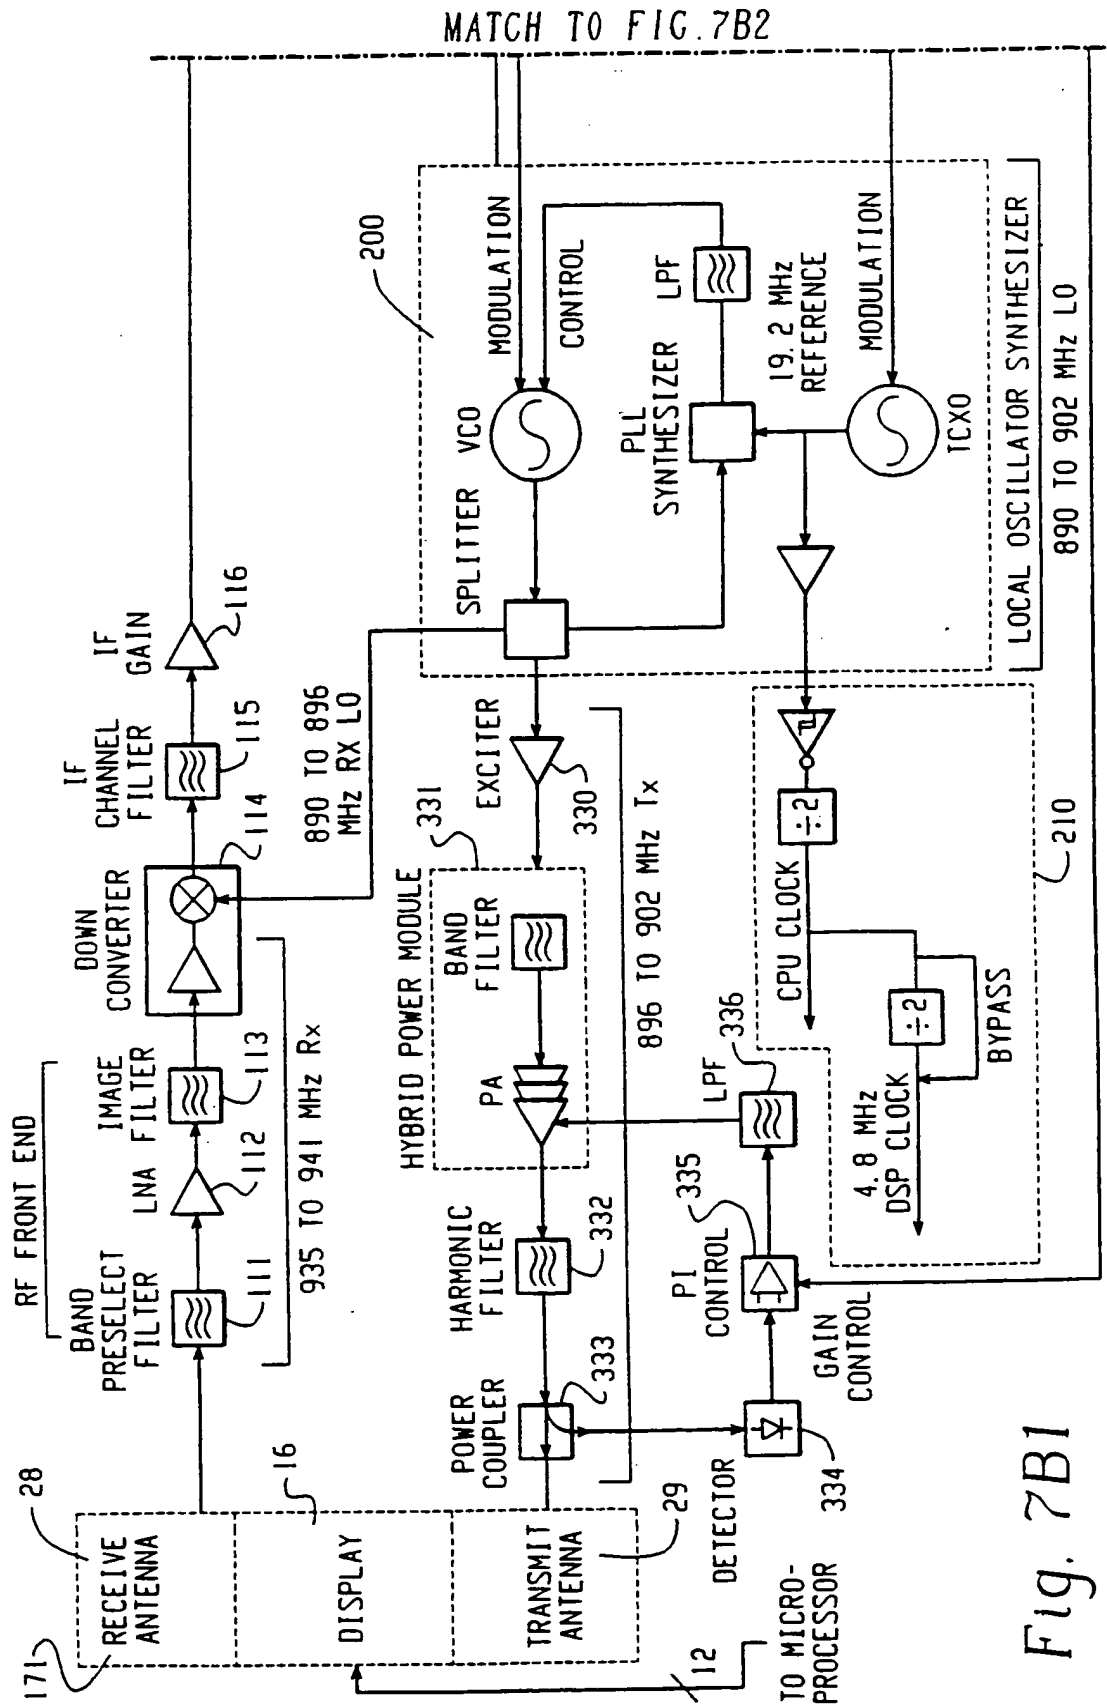 MATCH TO FIG. 7B2
171
28
RECEIVE
ANTENNA
16
DISPLAY
TRANSMIT
ANTENNA
29
12
TO MICRO-
PROCESSOR
RF FRONT END
BAND
PRESELECT
FILTER
111
LNA
112
IMAGE
FILTER
113
935 TO 941 MHz Rx
DOWN
CONVERTER
114
IF
CHANNEL
FILTER
115
IF
GAIN
116
890 TO 896
MHz RX LO
POWER
COUPLER
333
HARMONIC
FILTER
332
HYBRID POWER MODULE
331
PA
BAND
FILTER
EXCITER
330
896 TO 902 MHz Tx
SPLITTER
VCO
MODULATION
CONTROL
200
PLL
SYNTHESIZER
LPF
19.2 MHz
REFERENCE
MODULATION
TCXO
LOCAL OSCILLATOR SYNTHESIZER
890 TO 902 MHz LO
DETECTOR
334
PI
CONTROL
335
GAIN
CONTROL
LPF
336
4.8 MHz
DSP CLOCK
CPU CLOCK
÷2
÷2
BYPASS
210
Fig. 7B1